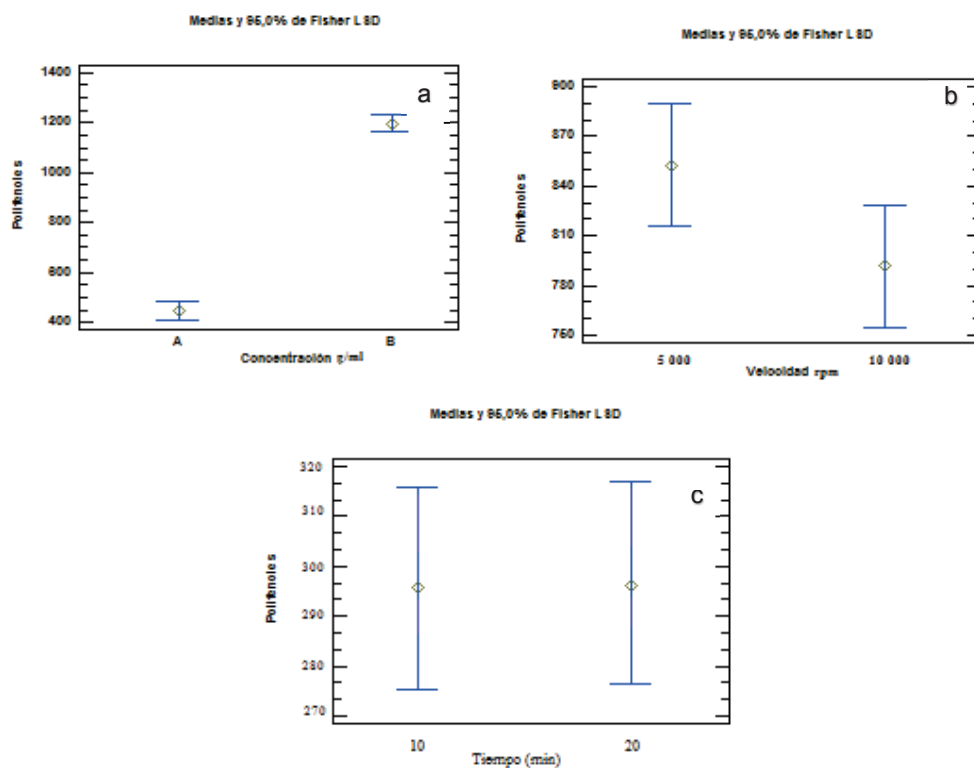 Medias y 95,0% de Fisher LSD
a
1400
1200
1000
800
600
400
Polifenoles
A
B
Concentración g/ml
Medias y 95,0% de Fisher LSD
b
900
870
840
810
780
750
Polifenoles
5 000
10 000
Velocidad rpm
Medias y 95,0% de Fisher LSD
c
320
310
300
290
280
270
Polifenoles
10
20
Tiempo (min)